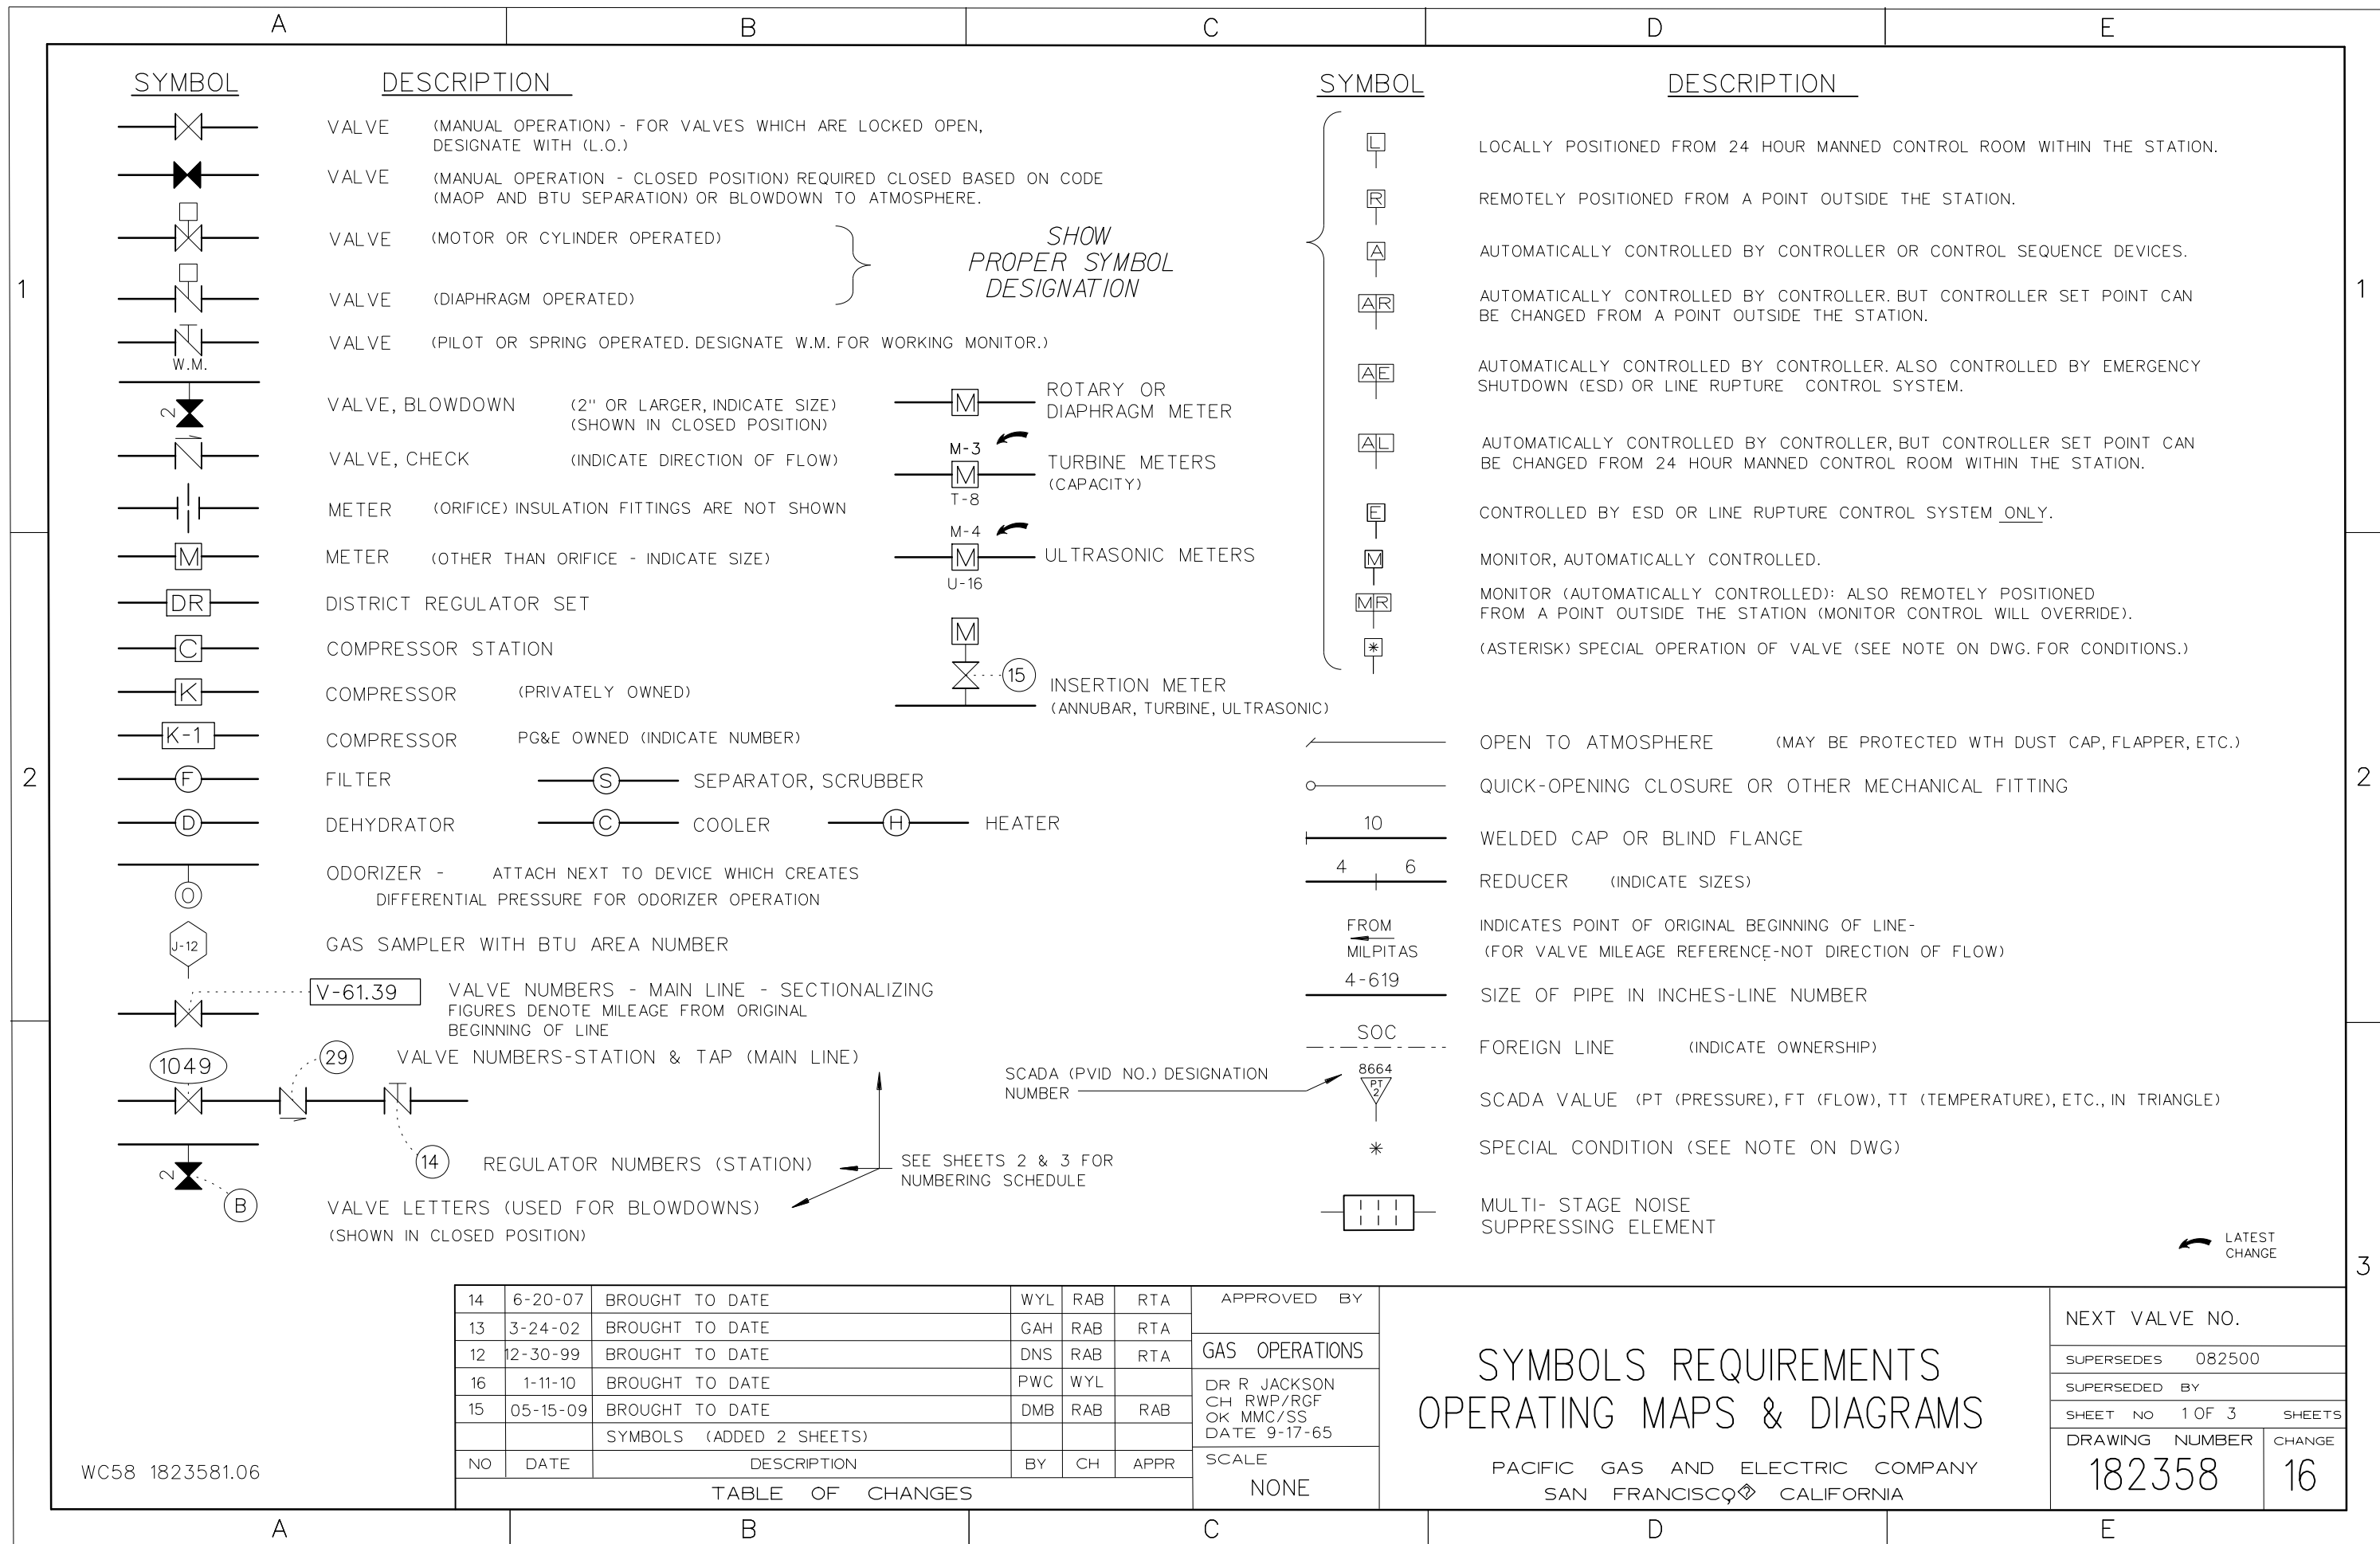 A B C D E
SYMBOL DESCRIPTION
VALVE (MANUAL OPERATION) - FOR VALVES WHICH ARE LOCKED OPEN,
DESIGNATE WITH (L.O.)
VALVE (MANUAL OPERATION - CLOSED POSITION) REQUIRED CLOSED BASED ON CODE
(MAOP AND BTU SEPARATION) OR BLOWDOWN TO ATMOSPHERE.
VALVE (MOTOR OR CYLINDER OPERATED)
VALVE (DIAPHRAGM OPERATED)
SHOW
PROPER SYMBOL
DESIGNATION
1
W.M. VALVE (PILOT OR SPRING OPERATED. DESIGNATE W.M. FOR WORKING MONITOR.)
2 VALVE, BLOWDOWN (2" OR LARGER, INDICATE SIZE)
(SHOWN IN CLOSED POSITION)
VALVE, CHECK (INDICATE DIRECTION OF FLOW)
METER (ORIFICE) INSULATION FITTINGS ARE NOT SHOWN
M METER (OTHER THAN ORIFICE - INDICATE SIZE)
DR DISTRICT REGULATOR SET
C COMPRESSOR STATION
K COMPRESSOR (PRIVATELY OWNED)
K-1 COMPRESSOR PG&E OWNED (INDICATE NUMBER)
2
F FILTER S SEPARATOR, SCRUBBER
D DEHYDRATOR C COOLER H HEATER
O ODORIZER - ATTACH NEXT TO DEVICE WHICH CREATES
DIFFERENTIAL PRESSURE FOR ODORIZER OPERATION
J-12 GAS SAMPLER WITH BTU AREA NUMBER
V-61.39 VALVE NUMBERS - MAIN LINE - SECTIONALIZING
FIGURES DENOTE MILEAGE FROM ORIGINAL
BEGINNING OF LINE
1049 29 VALVE NUMBERS-STATION & TAP (MAIN LINE)
14 REGULATOR NUMBERS (STATION)
SEE SHEETS 2 & 3 FOR
NUMBERING SCHEDULE
2 B VALVE LETTERS (USED FOR BLOWDOWNS)
(SHOWN IN CLOSED POSITION)
M ROTARY OR
DIAPHRAGM METER
M-3
M TURBINE METERS
(CAPACITY)
T-8
M-4
M ULTRASONIC METERS
U-16
M
15 INSERTION METER
(ANNUBAR, TURBINE, ULTRASONIC)
SYMBOL DESCRIPTION
L LOCALLY POSITIONED FROM 24 HOUR MANNED CONTROL ROOM WITHIN THE STATION.
R REMOTELY POSITIONED FROM A POINT OUTSIDE THE STATION.
A AUTOMATICALLY CONTROLLED BY CONTROLLER OR CONTROL SEQUENCE DEVICES.
AR AUTOMATICALLY CONTROLLED BY CONTROLLER. BUT CONTROLLER SET POINT CAN
BE CHANGED FROM A POINT OUTSIDE THE STATION.
1
AE AUTOMATICALLY CONTROLLED BY CONTROLLER. ALSO CONTROLLED BY EMERGENCY
SHUTDOWN (ESD) OR LINE RUPTURE CONTROL SYSTEM.
AL AUTOMATICALLY CONTROLLED BY CONTROLLER, BUT CONTROLLER SET POINT CAN
BE CHANGED FROM 24 HOUR MANNED CONTROL ROOM WITHIN THE STATION.
E CONTROLLED BY ESD OR LINE RUPTURE CONTROL SYSTEM ONLY.
M MONITOR, AUTOMATICALLY CONTROLLED.
MR MONITOR (AUTOMATICALLY CONTROLLED): ALSO REMOTELY POSITIONED
FROM A POINT OUTSIDE THE STATION (MONITOR CONTROL WILL OVERRIDE).
* (ASTERISK) SPECIAL OPERATION OF VALVE (SEE NOTE ON DWG. FOR CONDITIONS.)
OPEN TO ATMOSPHERE (MAY BE PROTECTED WTH DUST CAP, FLAPPER, ETC.)
2
QUICK-OPENING CLOSURE OR OTHER MECHANICAL FITTING
10 WELDED CAP OR BLIND FLANGE
4 6 REDUCER (INDICATE SIZES)
FROM INDICATES POINT OF ORIGINAL BEGINNING OF LINE-
MILPITAS (FOR VALVE MILEAGE REFERENCE-NOT DIRECTION OF FLOW)
4-619 SIZE OF PIPE IN INCHES-LINE NUMBER
SOC FOREIGN LINE (INDICATE OWNERSHIP)
SCADA (PVID NO.) DESIGNATION
NUMBER
8664
PT
2
SCADA VALUE (PT (PRESSURE), FT (FLOW), TT (TEMPERATURE), ETC., IN TRIANGLE)
* SPECIAL CONDITION (SEE NOTE ON DWG)
MULTI- STAGE NOISE
SUPPRESSING ELEMENT
LATEST
CHANGE
3
14 6-20-07 BROUGHT TO DATE WYL RAB RTA
13 3-24-02 BROUGHT TO DATE GAH RAB RTA
12 12-30-99 BROUGHT TO DATE DNS RAB RTA
16 1-11-10 BROUGHT TO DATE PWC WYL
15 05-15-09 BROUGHT TO DATE DMB RAB RAB
SYMBOLS (ADDED 2 SHEETS)
NO DATE DESCRIPTION BY CH APPR
TABLE OF CHANGES
APPROVED BY
GAS OPERATIONS
DR R JACKSON
CH RWP/RGF
OK MMC/SS
DATE 9-17-65
SCALE
NONE
SYMBOLS REQUIREMENTS
OPERATING MAPS & DIAGRAMS
PACIFIC GAS AND ELECTRIC COMPANY
SAN FRANCISCO, CALIFORNIA
NEXT VALVE NO.
SUPERSEDES 082500
SUPERSEDED BY
SHEET NO 1 OF 3 SHEETS
DRAWING NUMBER CHANGE
182358 16
WC58 1823581.06
A B C D E